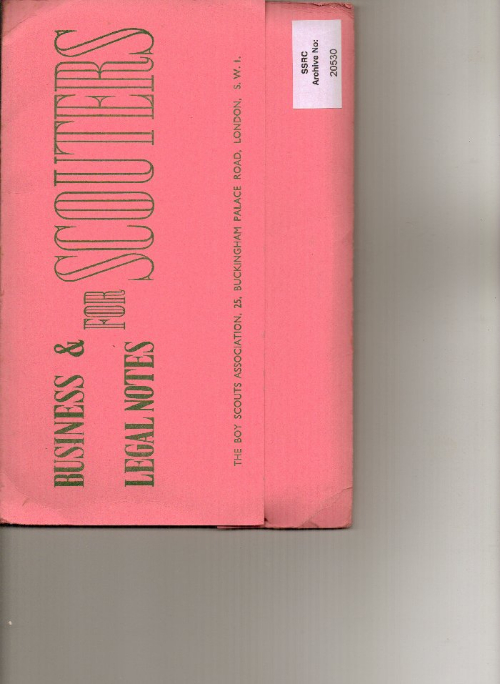 BUSINESS &
LEGAL NOTES
FOR SCOUTERS
THE BOY SCOUTS ASSOCIATION, 25, BUCKINGHAM PALACE ROAD, LONDON, S.W.1.
SSRC
Archive No:
20530